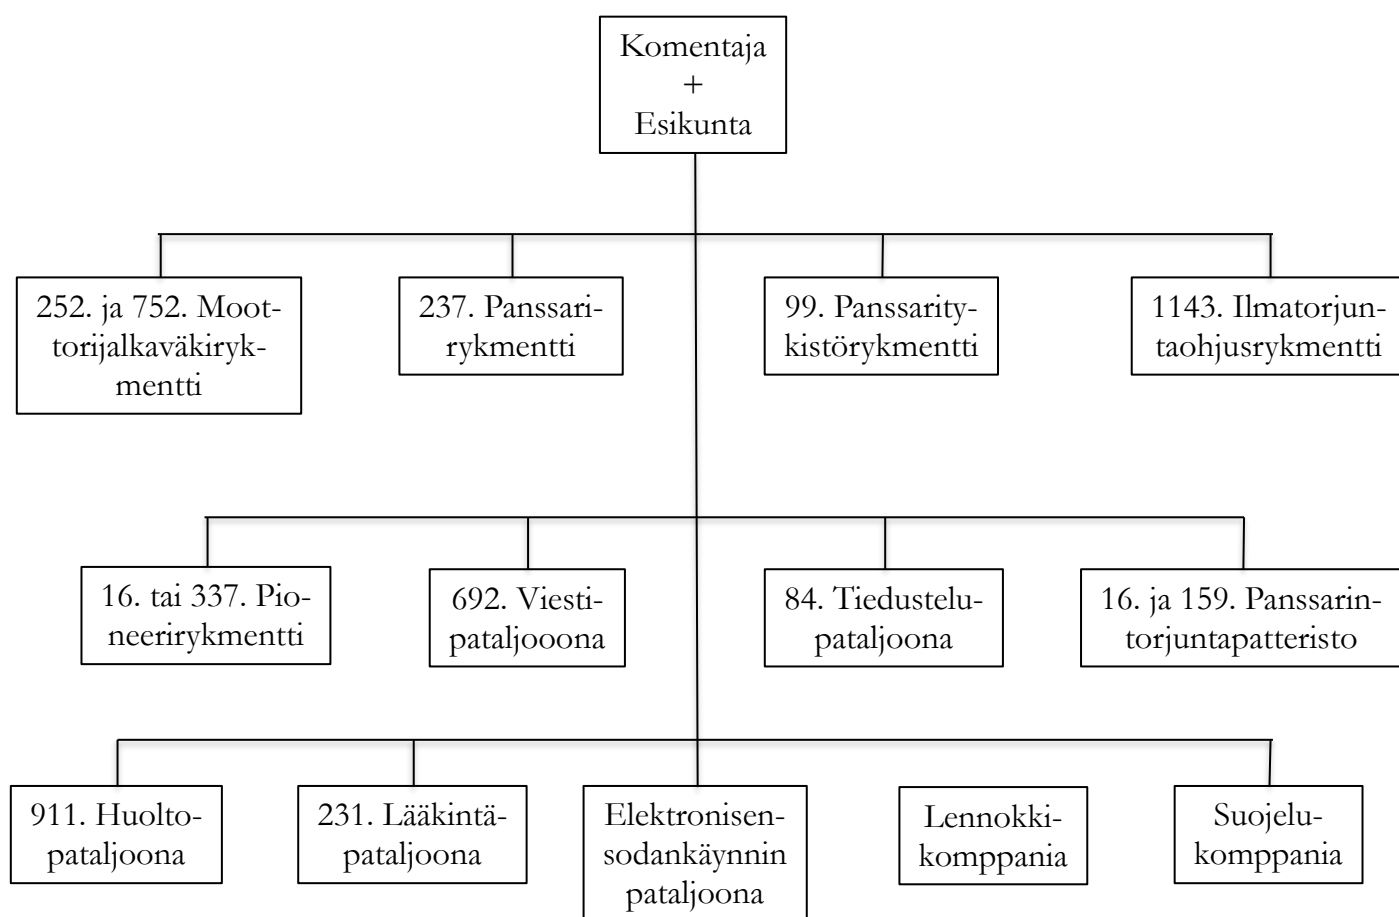 Komentaja
+
Esikunta
252. ja 752. Moot-
torijalkaväkiryk-
mentti
237. Panssari-
rykmentti
99. Panssarity-
kistörykmentti
1143. Ilmatorjun-
taohjusrykmentti
16. tai 337. Pio-
neerirykmentti
692. Viesti-
pataljooona
84. Tiedustelu-
pataljoona
16. ja 159. Panssarin-
torjuntapatteristo
911. Huolto-
pataljoona
231. Lääkintä-
pataljoona
Elektronisen-
sodankäynnin
pataljoona
Lennokki-
komppania
Suojelu-
komppania